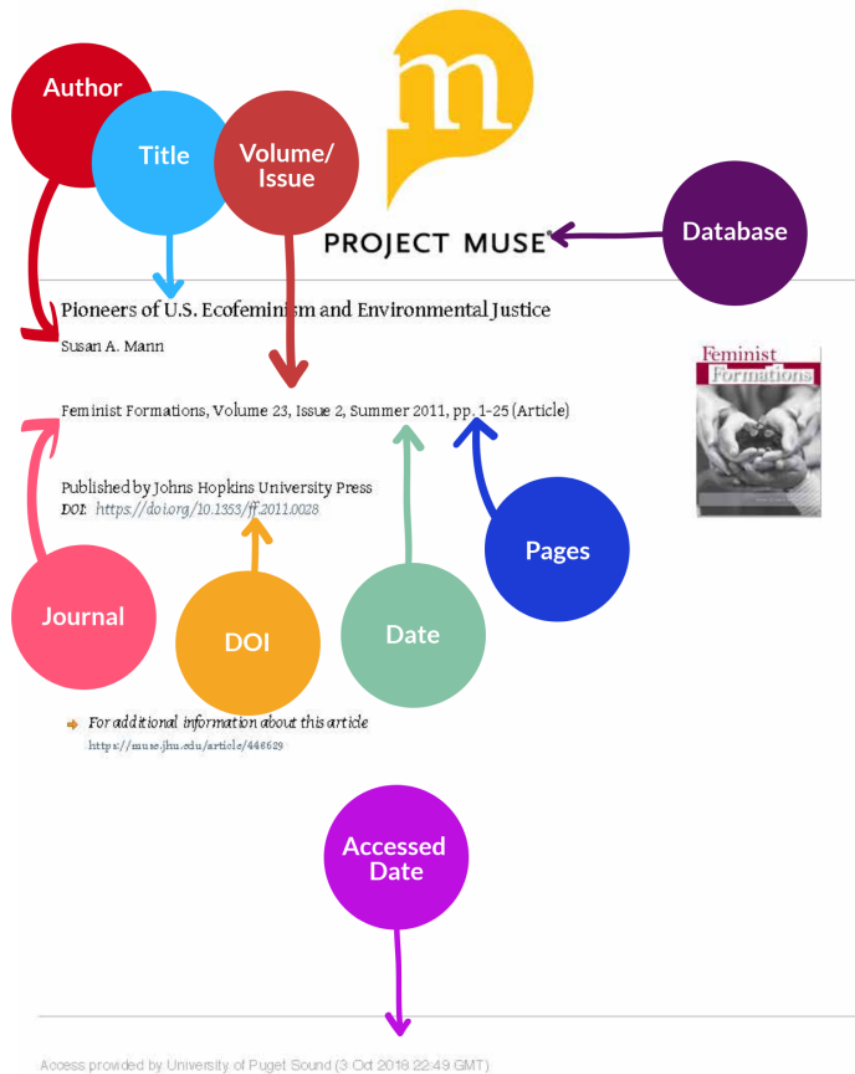 Author
Title
Volume/
Issue
m
PROJECT MUSE
Database
Pioneers of U.S. Ecofeminism and Environmental Justice
Susan A. Mann
Feminist
Formations
Feminist Formations, Volume 23, Issue 2, Summer 2011, pp. 1-25 (Article)
Published by Johns Hopkins University Press
DOI: https://doi.org/10.1353/ff.2011.0028
Journal
DOI
Date
Pages
For additional information about this article
https://muse.jhu.edu/article/446629
Accessed
Date
Access provided by University of Puget Sound (3 Oct 2018 22:49 GMT)